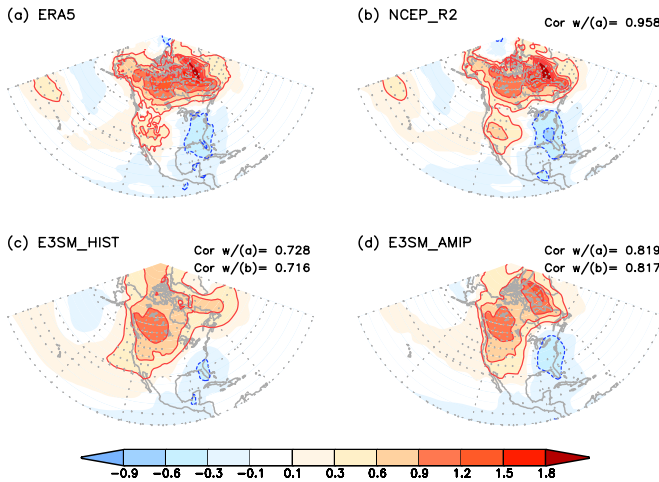 (a) ERA5
(b) NCEP_R2
Cor w/(a)= 0.958
(c) E3SM_HIST
Cor w/(a)= 0.728
Cor w/(b)= 0.716
(d) E3SM_AMIP
Cor w/(a)= 0.819
Cor w/(b)= 0.817
−0.9 −0.6 −0.3 −0.1 0.1 0.3 0.6 0.9 1.2 1.5 1.8